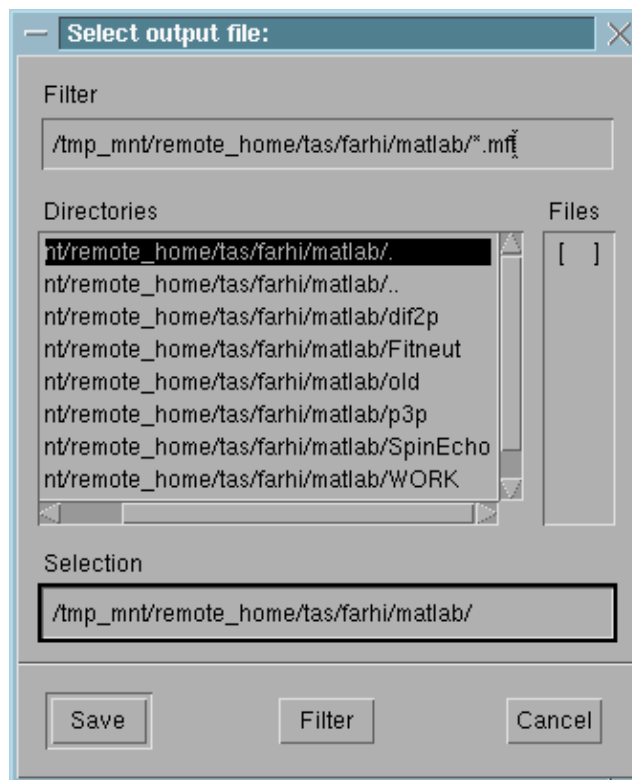 Select output file:
Filter
/tmp_mnt/remote_home/tas/farhi/matlab/*.mf
Directories
Files
nt/remote_home/tas/farhi/matlab/.
[ ]
nt/remote_home/tas/farhi/matlab/..
nt/remote_home/tas/farhi/matlab/dif2p
nt/remote_home/tas/farhi/matlab/Fitneut
nt/remote_home/tas/farhi/matlab/old
nt/remote_home/tas/farhi/matlab/p3p
nt/remote_home/tas/farhi/matlab/SpinEcho
nt/remote_home/tas/farhi/matlab/WORK
Selection
/tmp_mnt/remote_home/tas/farhi/matlab/
Save
Filter
Cancel